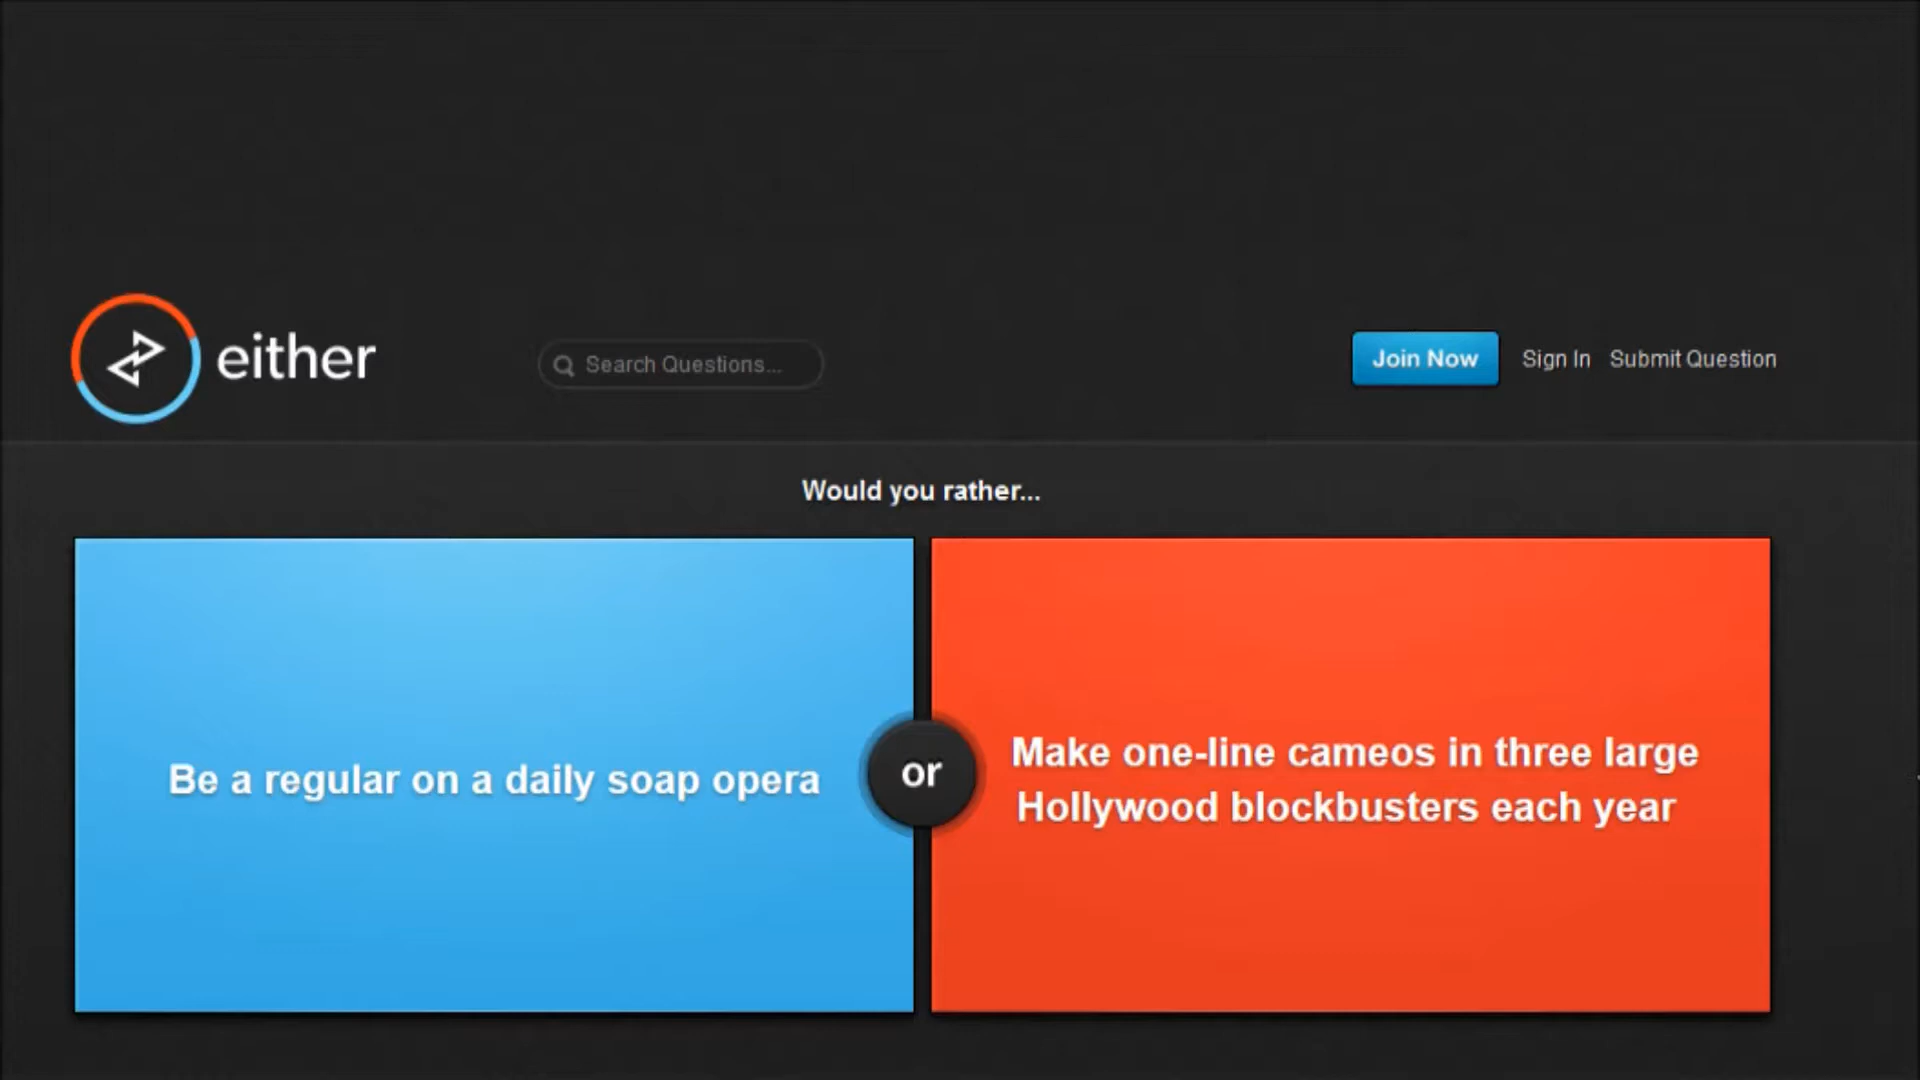 either
Search Questions...
Join Now
Sign In
Submit Question
Would you rather...
Be a regular on a daily soap opera
or
Make one-line cameos in three large
Hollywood blockbusters each year